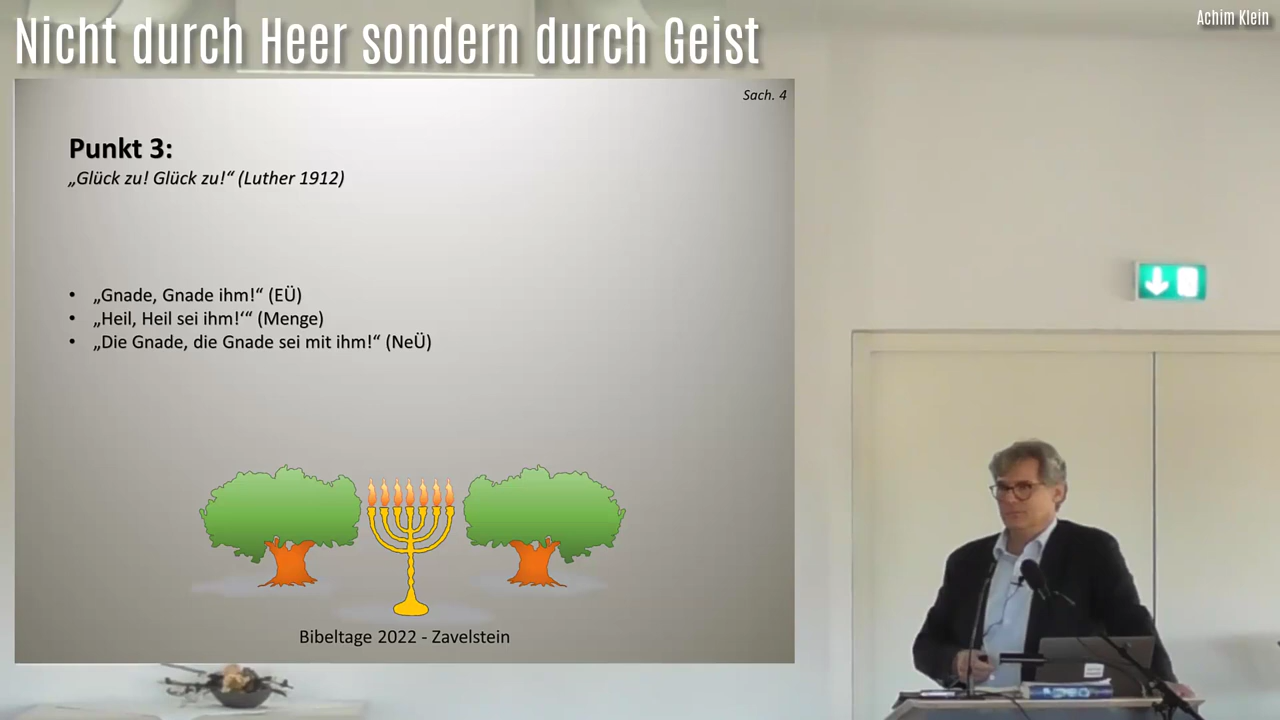 Nicht durch Heer sondern durch Geist
Achim Klein
Sach. 4
Punkt 3:
„Glück zu! Glück zu!“ (Luther 1912)
• „Gnade, Gnade ihm!“ (EÜ)
• „Heil, Heil sei ihm!‘“ (Menge)
• „Die Gnade, die Gnade sei mit ihm!“ (NeÜ)
Bibeltage 2022 - Zavelstein